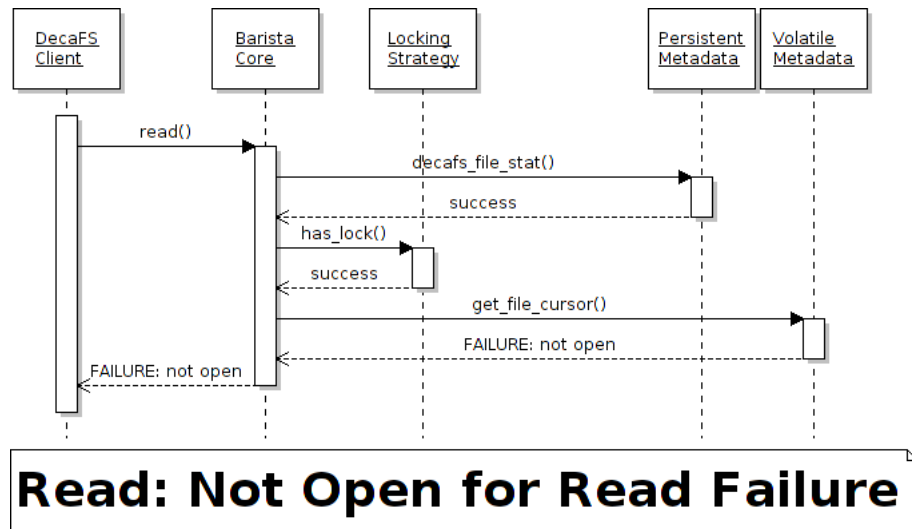 DecaFS
Client
Barista
Core
Locking
Strategy
Persistent
Metadata
Volatile
Metadata
read()
decafs_file_stat()
success
has_lock()
success
get_file_cursor()
FAILURE: not open
FAILURE: not open
Read: Not Open for Read Failure